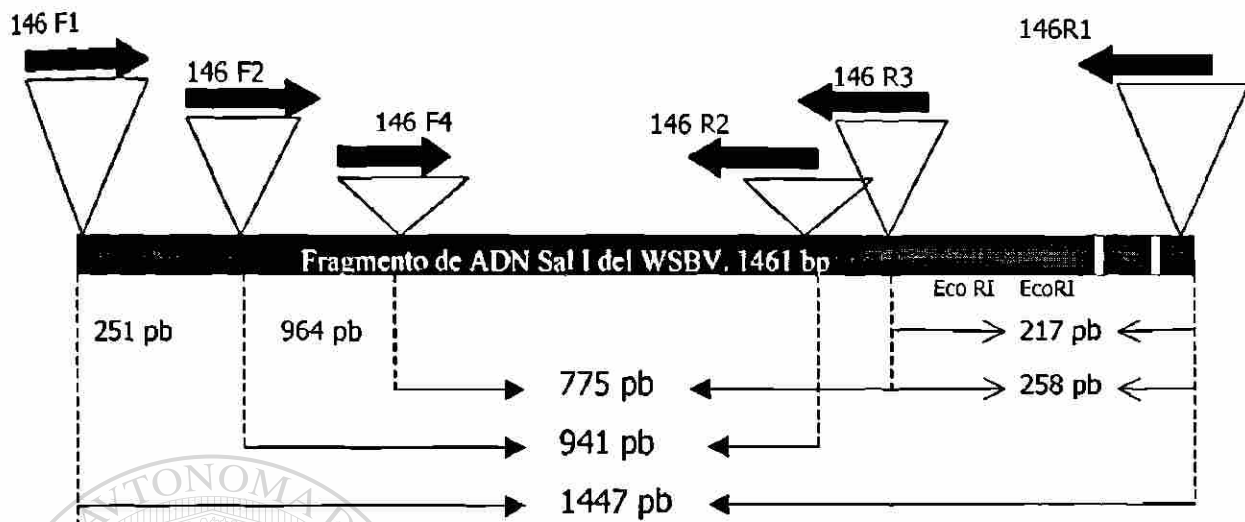 146 F1
146R1
146 F2
146 R3
146 F4
146 R2
Fragmento de ADN Sal I del WSBV. 1461 bp
Eco RI EcoRI
251 pb
964 pb
217 pb
775 pb
258 pb
941 pb
1447 pb
AUTONOMA D